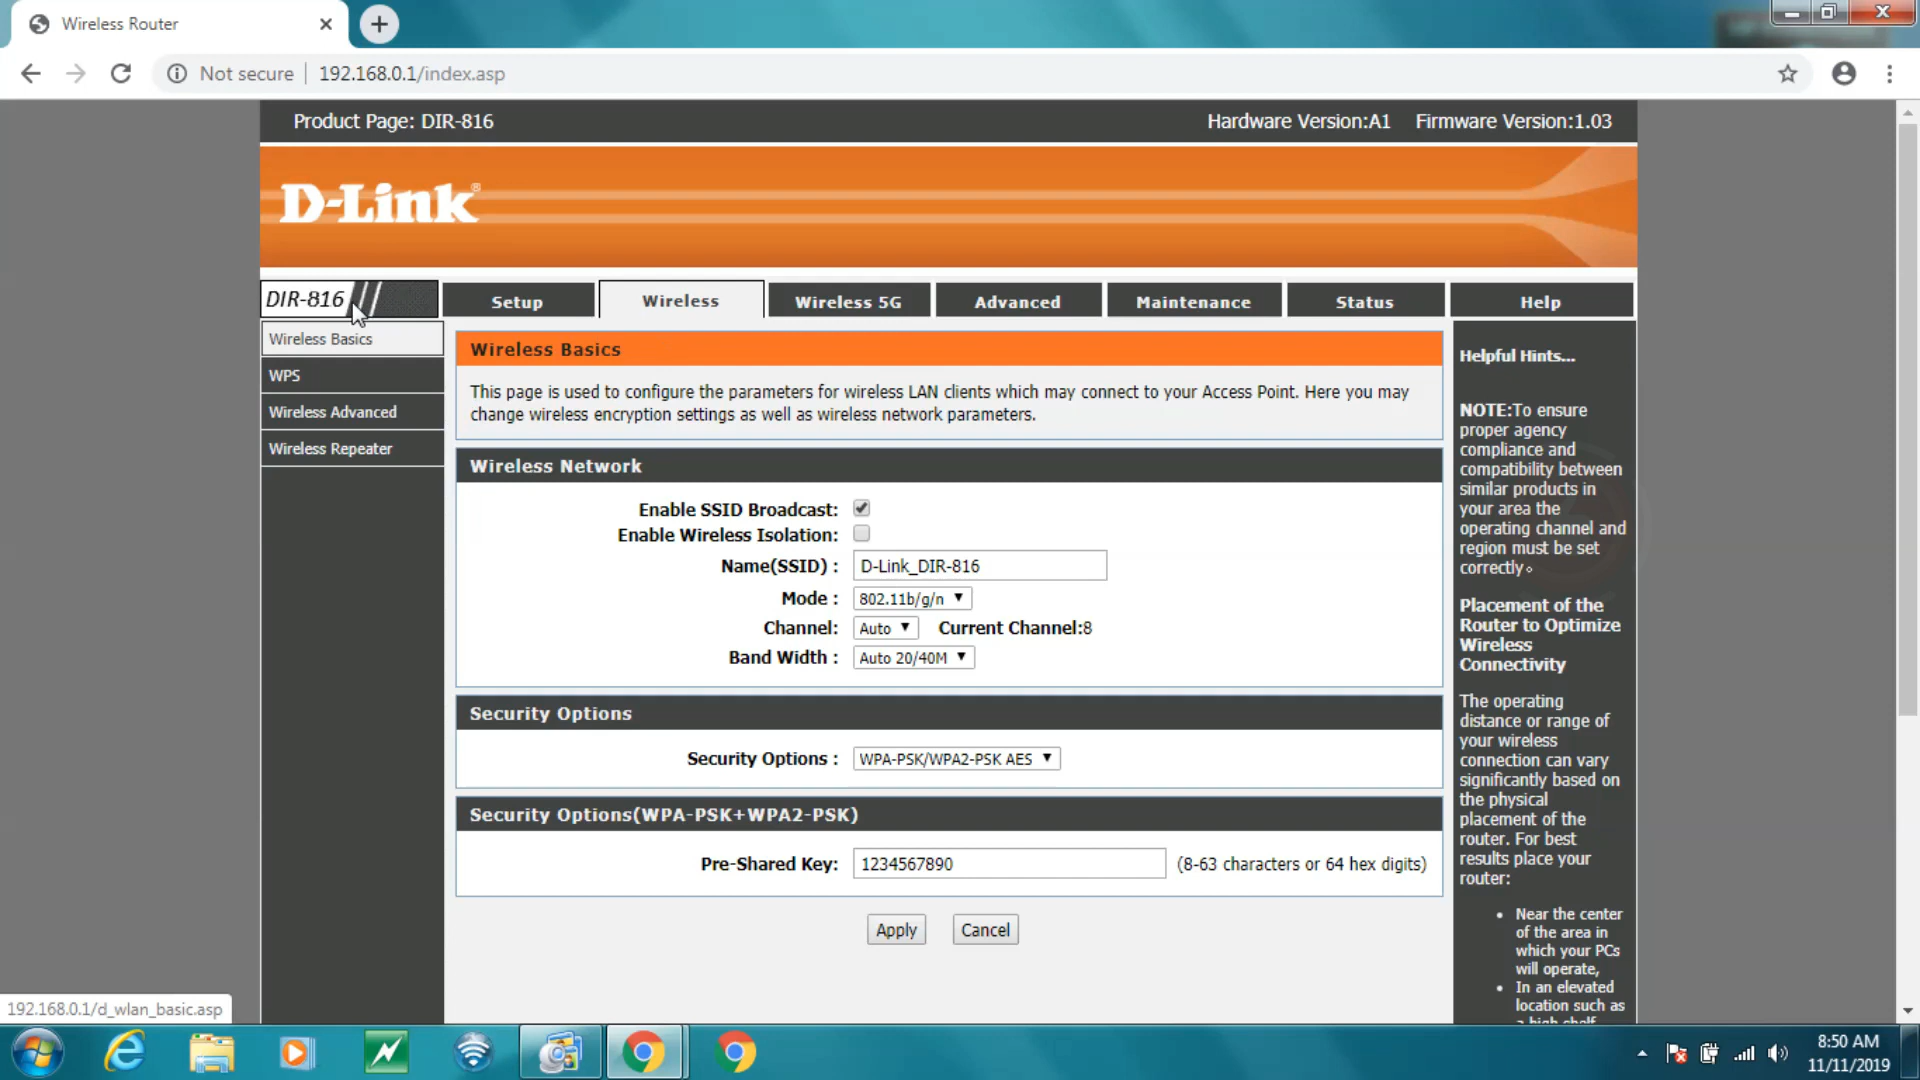 Wireless Router
Not secure 192.168.0.1/index.asp
Product Page: DIR-816 Hardware Version:A1 Firmware Version:1.03
D-Link®
DIR-816 Setup Wireless Wireless 5G Advanced Maintenance Status Help
Wireless Basics
WPS
Wireless Advanced
Wireless Repeater
Wireless Basics
This page is used to configure the parameters for wireless LAN clients which may connect to your Access Point. Here you may
change wireless encryption settings as well as wireless network parameters.
Wireless Network
Enable SSID Broadcast:
Enable Wireless Isolation:
Name(SSID) : D-Link_DIR-816
Mode : 802.11b/g/n
Channel: Auto Current Channel:8
Band Width : Auto 20/40M
Security Options
Security Options : WPA-PSK/WPA2-PSK AES
Security Options(WPA-PSK+WPA2-PSK)
Pre-Shared Key: 1234567890 (8-63 characters or 64 hex digits)
Apply Cancel
Helpful Hints...
NOTE:To ensure
proper agency
compliance and
compatibility between
similar products in
your area the
operating channel and
region must be set
correctly。
Placement of the
Router to Optimize
Wireless
Connectivity
The operating
distance or range of
your wireless
connection can vary
significantly based on
the physical
placement of the
router. For best
results place your
router:
• Near the center
of the area in
which your PCs
will operate,
• In an elevated
location such as
a high shelf
192.168.0.1/d_wlan_basic.asp
8:50 AM
11/11/2019